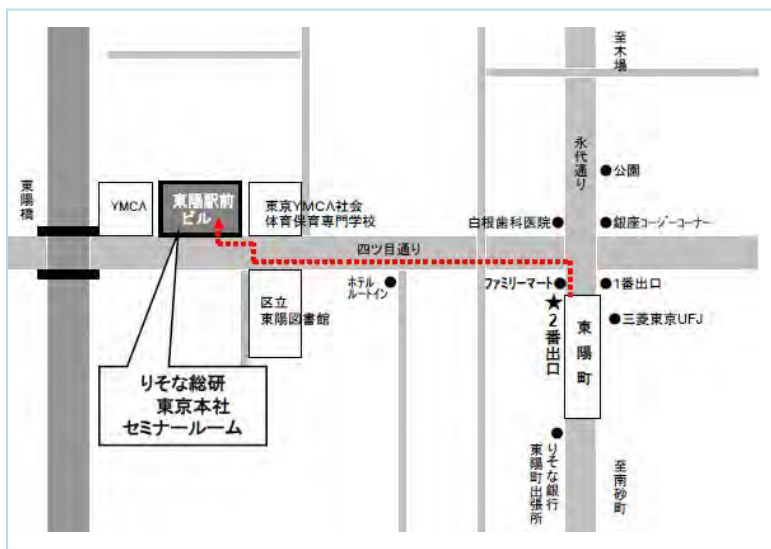 至木場
永代通り
公園
東陽橋
YMCA
東陽駅前
ビル
東京YMCA社会
体育保育専門学校
白根歯科医院
銀座コージーコーナー
四ツ目通り
ホテル
ルートイン
ファミリーマート
1番出口
★2番出口
東陽町
三菱東京UFJ
区立
東陽図書館
りそな総研
東京本社
セミナールーム
りそな銀行
東陽町出張所
至南砂町